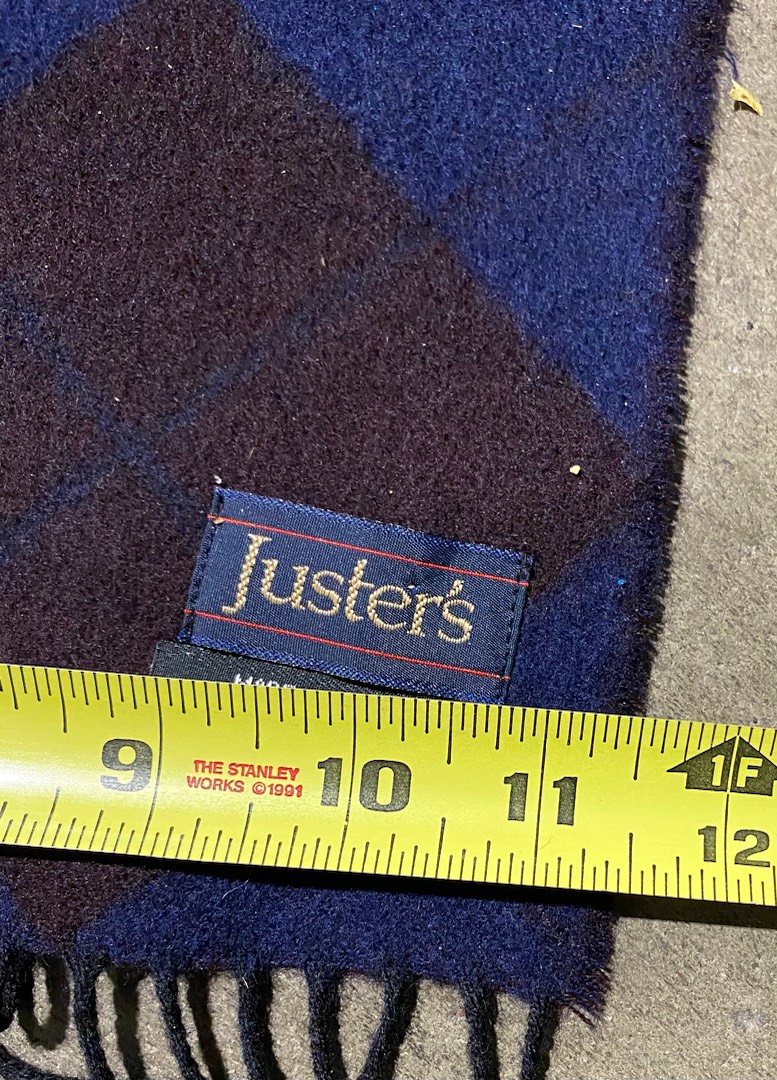 Juster's
9
THE STANLEY
WORKS ©1991
10
11
1F
12